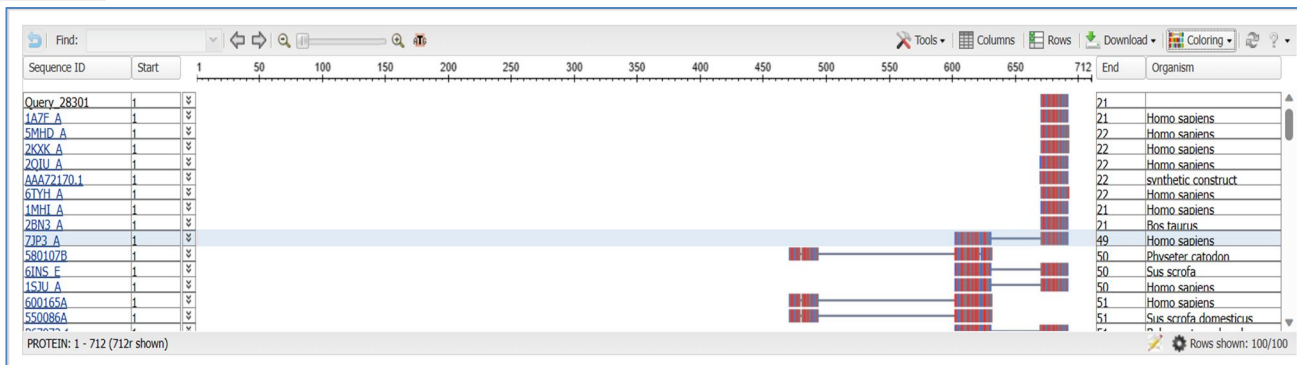 Find: Tools Columns Rows Download Coloring ?
Sequence ID Start 1 50 100 150 200 250 300 350 400 450 500 550 600 650 712 End Organism
Query_28301 1 21
1A7F_A 1 21 Homo sapiens
5MHD_A 1 22 Homo sapiens
2KXK_A 1 22 Homo sapiens
2QIU_A 1 22 Homo sapiens
AAA72170.1 1 22 synthetic construct
6TYH_A 1 22 Homo sapiens
1MHI_A 1 21 Homo sapiens
2BN3_A 1 21 Bos taurus
7JP3_A 1 49 Homo sapiens
580107B 1 50 Physeter catodon
6INS_E 1 50 Sus scrofa
1SJU_A 1 50 Homo sapiens
600165A 1 51 Homo sapiens
550086A 1 51 Sus scrofa domesticus
PROTEIN: 1 - 712 (712r shown) Rows shown: 100/100